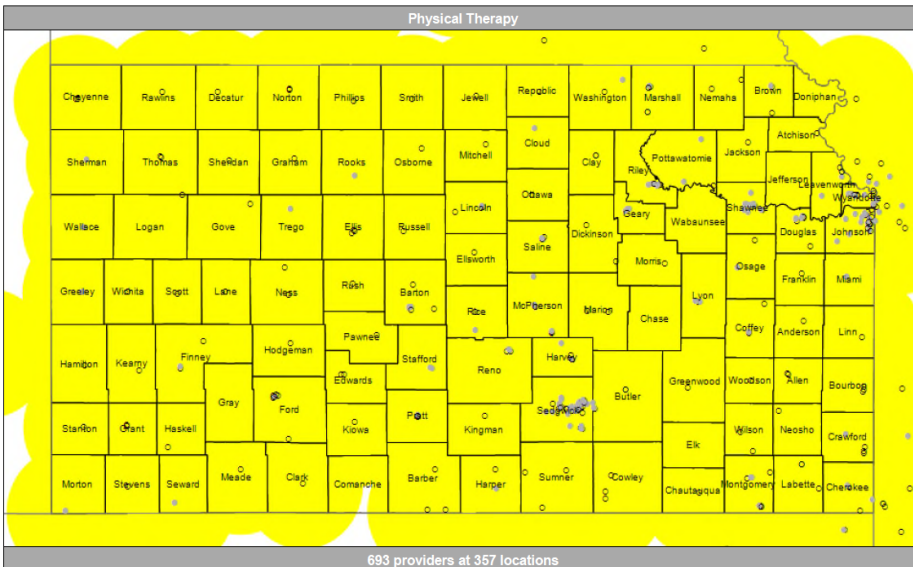 Physical Therapy
Cheyenne Rawlins Decatur Norton Phillips Smith Jewell Republic Washington Marshall Nemaha Brown Doniphan
Atchison
Sherman Thomas Sheridan Graham Rooks Osborne Mitchell Cloud Clay Riley Pottawatomie Jackson
Jefferson Leavenworth
Wyandotte
Wallace Logan Gove Trego Ellis Russell Lincoln Ottawa Geary Wabaunsee Shawnee
Douglas Johnson
Saline Dickinson
Ellsworth Morris Osage Franklin Miami
Greeley Wichita Scott Lane Ness Rush Barton Rice McPherson Marion Chase Lyon
Coffey Anderson Linn
Pawnee
Hamilton Kearny Finney Hodgeman Stafford Reno Harvey
Edwards Woodson Allen Bourbon
Gray Ford Butler Greenwood
Stanton Grant Haskell Kiowa Pratt Kingman Sedgwick Wilson Neosho Crawford
Elk
Morton Stevens Seward Meade Clark Comanche Barber Harper Sumner Cowley Chautauqua Montgomery Labette Cherokee
693 providers at 357 locations